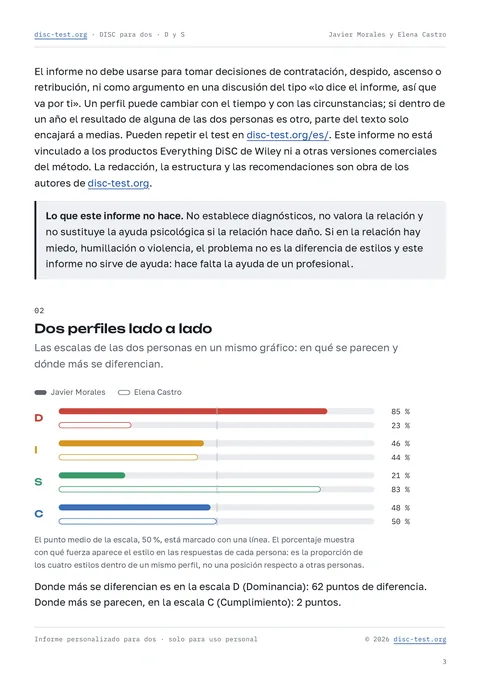 disc-test.org · DISC para dos · D y S
Javier Morales y Elena Castro
El informe no debe usarse para tomar decisiones de contratación, despido, ascenso o
retribución, ni como argumento en una discusión del tipo «lo dice el informe, así que
va por ti». Un perfil puede cambiar con el tiempo y con las circunstancias; si dentro de
un año el resultado de alguna de las dos personas es otro, parte del texto solo
encajará a medias. Pueden repetir el test en disc-test.org/es/. Este informe no está
vinculado a los productos Everything DiSC de Wiley ni a otras versiones comerciales
del método. La redacción, la estructura y las recomendaciones son obra de los
autores de disc-test.org.
Lo que este informe no hace. No establece diagnósticos, no valora la relación y
no sustituye la ayuda psicológica si la relación hace daño. Si en la relación hay
miedo, humillación o violencia, el problema no es la diferencia de estilos y este
informe no sirve de ayuda: hace falta la ayuda de un profesional.
02
Dos perfiles lado a lado
Las escalas de las dos personas en un mismo gráfico: en qué se parecen y
dónde más se diferencian.
Javier Morales Elena Castro
D
85 %
23 %
I
46 %
44 %
S
21 %
83 %
C
48 %
50 %
El punto medio de la escala, 50 %, está marcado con una línea. El porcentaje muestra
con qué fuerza aparece el estilo en las respuestas de cada persona: es la proporción de
los cuatro estilos dentro de un mismo perfil, no una posición respecto a otras personas.
Donde más se diferencian es en la escala D (Dominancia): 62 puntos de diferencia.
Donde más se parecen, en la escala C (Cumplimiento): 2 puntos.
Informe personalizado para dos · solo para uso personal
© 2026 disc-test.org
3